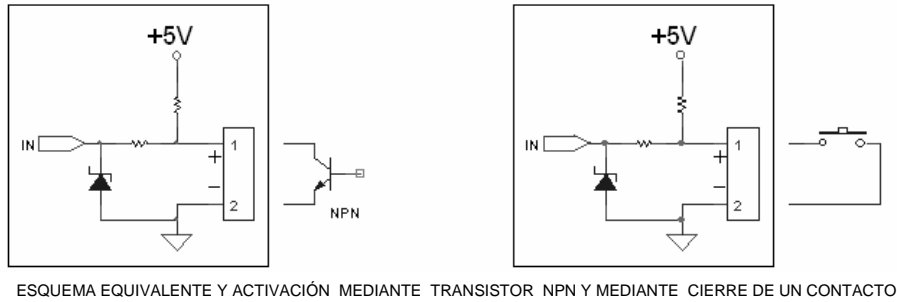 +5V
IN
1
+
−
2
NPN
+5V
IN
1
+
−
2
ESQUEMA EQUIVALENTE Y ACTIVACIÓN MEDIANTE TRANSISTOR NPN Y MEDIANTE CIERRE DE UN CONTACTO